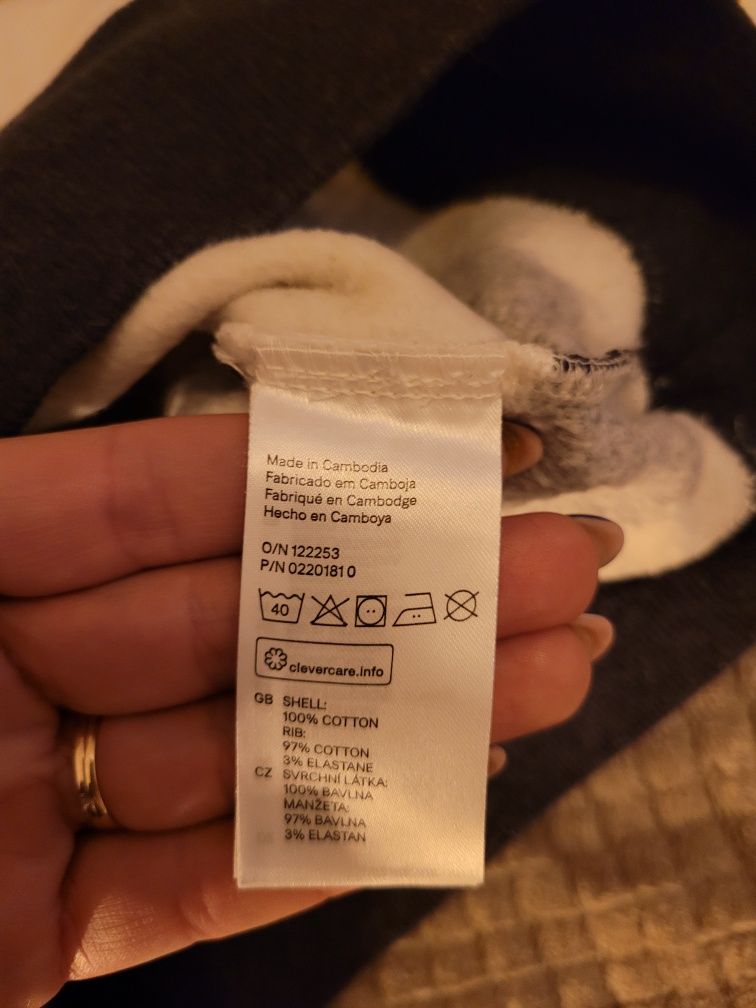 Made in Cambodia
Fabricado em Camboja
Fabriqué en Cambodge
Hecho en Camboya
O/N 122253
P/N 02201810
40
clevercare.info
GB SHELL:
100% COTTON
RIB:
97% COTTON
3% ELASTANE
CZ SVRCHNÍ LÁTKA:
100% BAVLNA
MANŽETA:
97% BAVLNA
3% ELASTAN